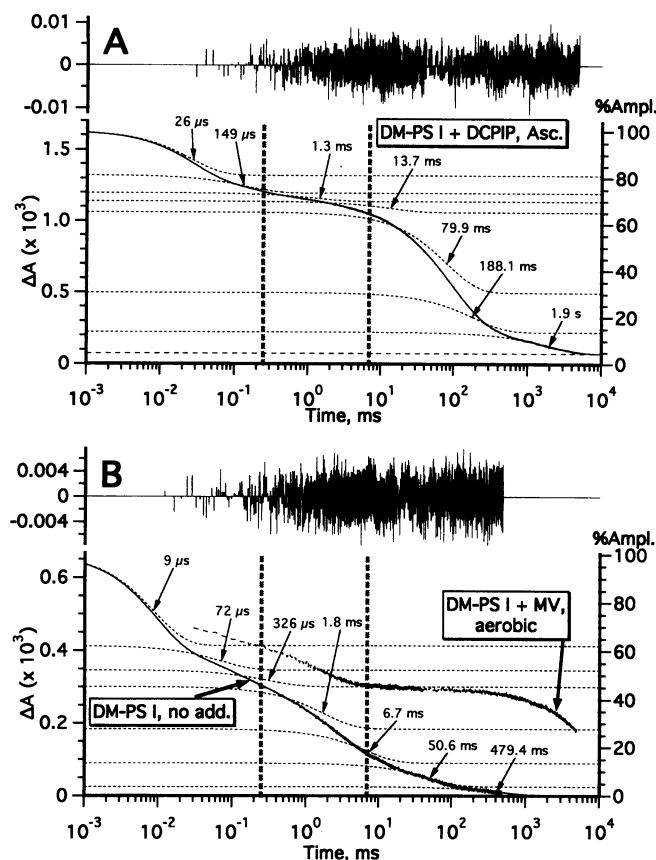 A
0.01
0
-0.01
%Ampl.
DM-PS I + DCPIP, Asc.
26 µs
149 µs
1.3 ms
13.7 ms
79.9 ms
188.1 ms
1.9 s
ΔA (x 10³)
1.5
1.0
0.5
0
100
80
60
40
20
0
10⁻³ 10⁻² 10⁻¹ 10⁰ 10¹ 10² 10³ 10⁴
Time, ms
B
0.004
0
-0.004
%Ampl.
9 µs
72 µs
326 µs
1.8 ms
DM-PS I + MV,
aerobic
DM-PS I, no add.
6.7 ms
50.6 ms
479.4 ms
ΔA (x 10³)
0.6
0.4
0.2
0
100
80
60
40
20
0
10⁻³ 10⁻² 10⁻¹ 10⁰ 10¹ 10² 10³ 10⁴
Time, ms